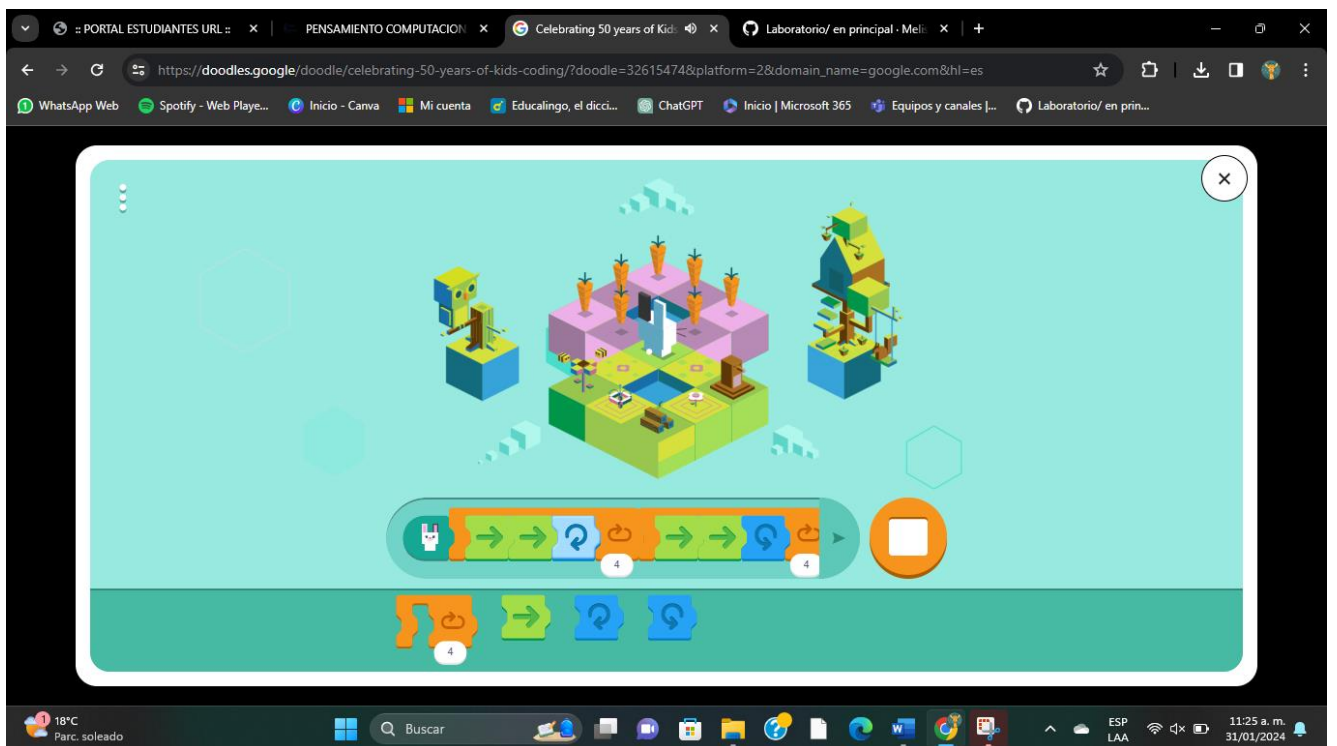 :: PORTAL ESTUDIANTES URL ::
PENSAMIENTO COMPUTACION
Celebrating 50 years of Kids
Laboratorio/ en principal · Meli
https://doodles.google/doodle/celebrating-50-years-of-kids-coding/?doodle=32615474&platform=2&domain_name=google.com&hl=es
WhatsApp Web
Spotify - Web Playe...
Inicio - Canva
Mi cuenta
Educalingo, el dicci...
ChatGPT
Inicio | Microsoft 365
Equipos y canales |...
Laboratorio/ en prin...
4
4
4
1
18°C
Parc. soleado
Buscar
ESP
LAA
11:25 a. m.
31/01/2024